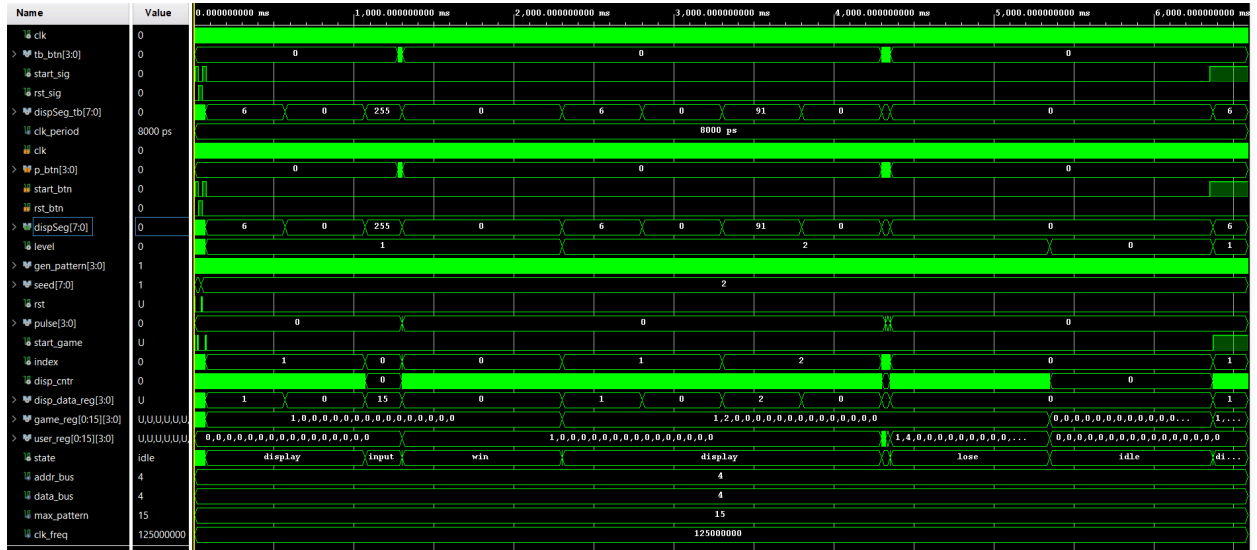 Name Value 0.000000000 ms 1,000.000000000 ms 2,000.000000000 ms 3,000.000000000 ms 4,000.000000000 ms 5,000.000000000 ms 6,000.000000000 ms
clk 0
tb_btn[3:0] 0 0 0 0
start_sig 0
rst_sig 0
dispSeg_tb[7:0] 0 6 0 255 0 6 0 91 0 0 6
clk_period 8000 ps 8000 ps
clk 0
p_btn[3:0] 0 0 0 0
start_btn 0
rst_btn 0
dispSeg[7:0] 0 6 0 255 0 6 0 91 0 0 6
level 0 1 2 0 1
gen_pattern[3:0] 1
seed[7:0] 1 2
rst U
pulse[3:0] 0 0 0 0
start_game U
index 0 1 0 0 1 2 0 1
disp_cntr 0 0 0
disp_data_reg[3:0] U 1 0 15 0 1 0 2 0 0 1
game_reg[0:15][3:0] U,U,U,U,U,U, 1,0,0,0,0,0,0,0,0,0,0,0,0,0,0,0 1,2,0,0,0,0,0,0,0,0,0,0,0,0,0,0 0,0,0,0,0,0,0,0,0,0,0,0,0... 1,...
user_reg[0:15][3:0] U,U,U,U,U,U, 0,0,0,0,0,0,0,0,0,0,0,0,0,0,0,0 1,0,0,0,0,0,0,0,0,0,0,0,0,0,0,0 1,4,0,0,0,0,0,0,0,0,... 0,0,0,0,0,0,0,0,0,0,0,0,0,0,0,0
state idle display input win display lose idle di...
addr_bus 4 4
data_bus 4 4
max_pattern 15 15
clk_freq 125000000 125000000